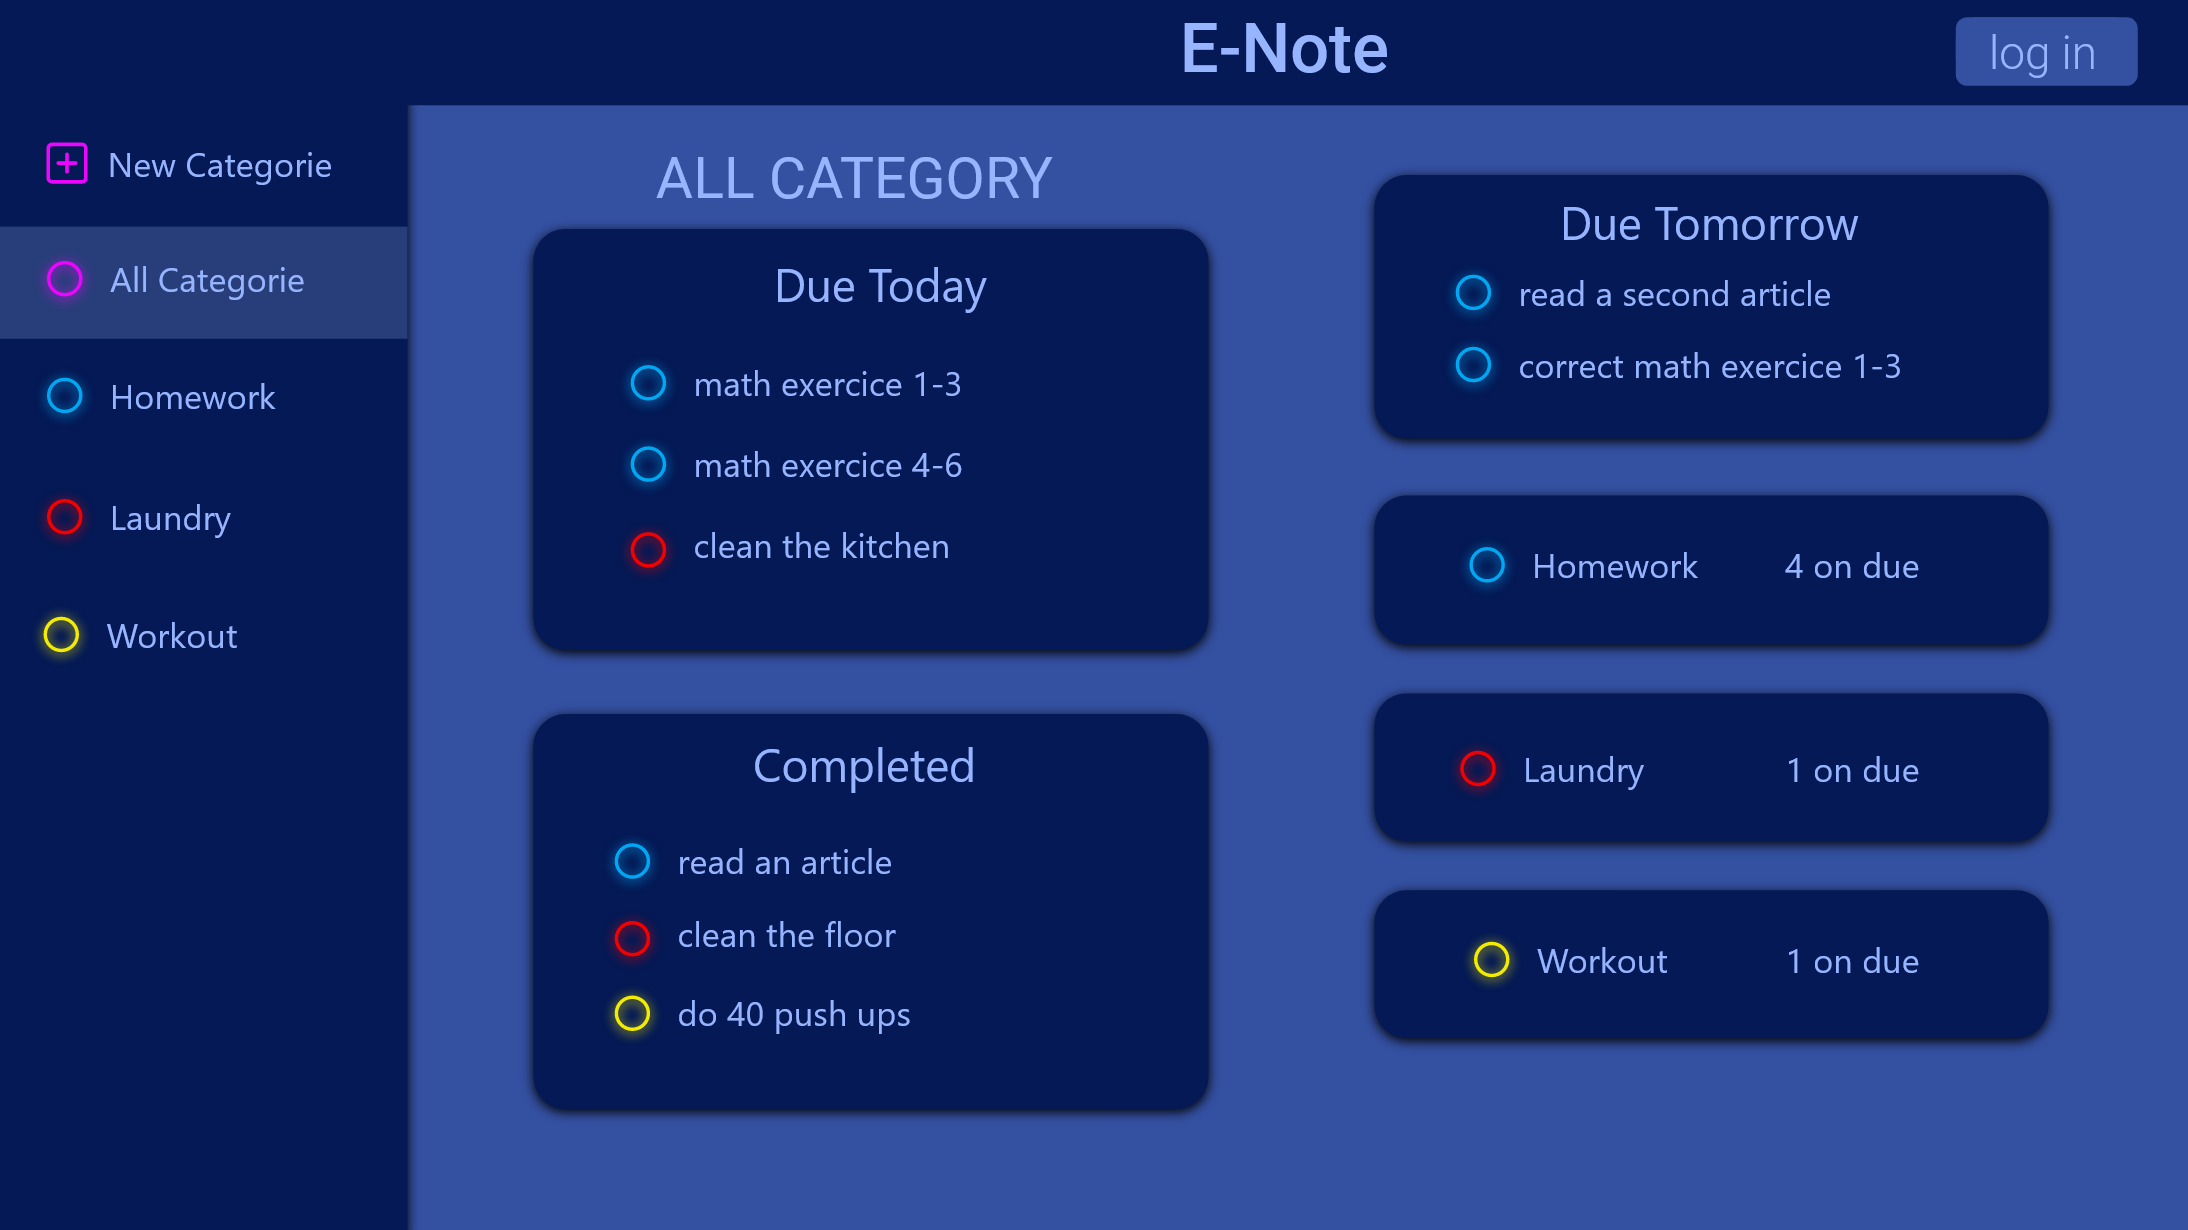 E-Note
log in
New Categorie
All Categorie
Homework
Laundry
Workout
ALL CATEGORY
Due Today
math exercice 1-3
math exercice 4-6
clean the kitchen
Completed
read an article
clean the floor
do 40 push ups
Due Tomorrow
read a second article
correct math exercice 1-3
Homework 4 on due
Laundry 1 on due
Workout 1 on due